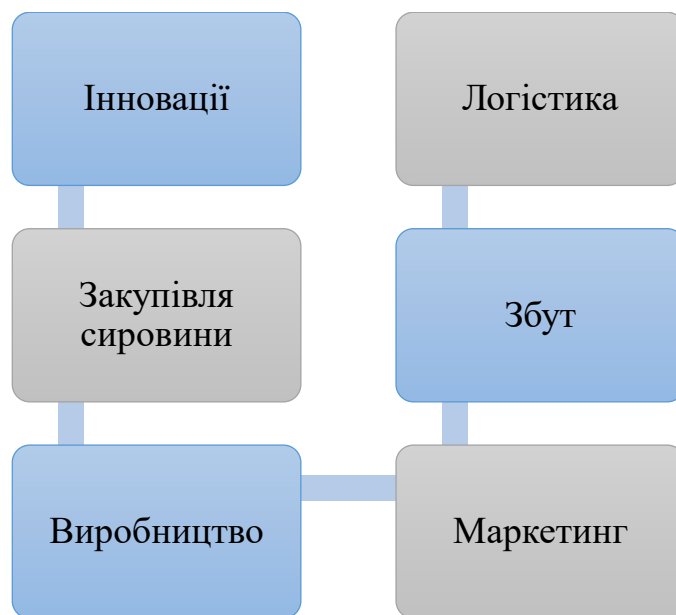 Інновації
Закупівля
сировини
Виробництво
Маркетинг
Збут
Логістика